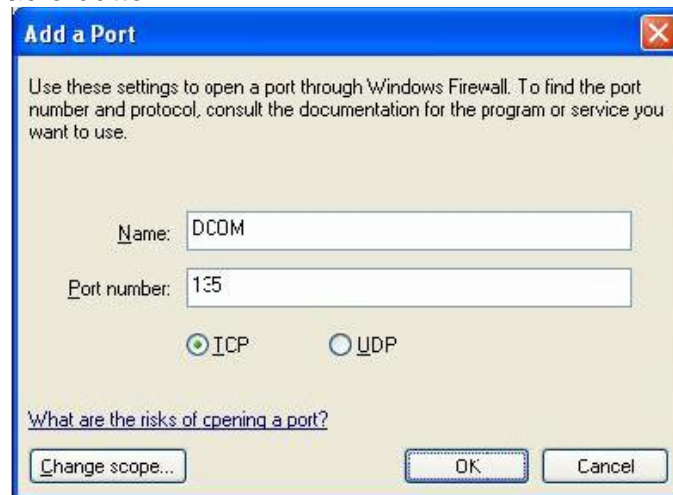 Add a Port
Use these settings to open a port through Windows Firewall. To find the port
number and protocol, consult the documentation for the program or service you
want to use.
Name: DCOM
Port number: 135
TCP UDP
What are the risks of opening a port?
Change scope... OK Cancel